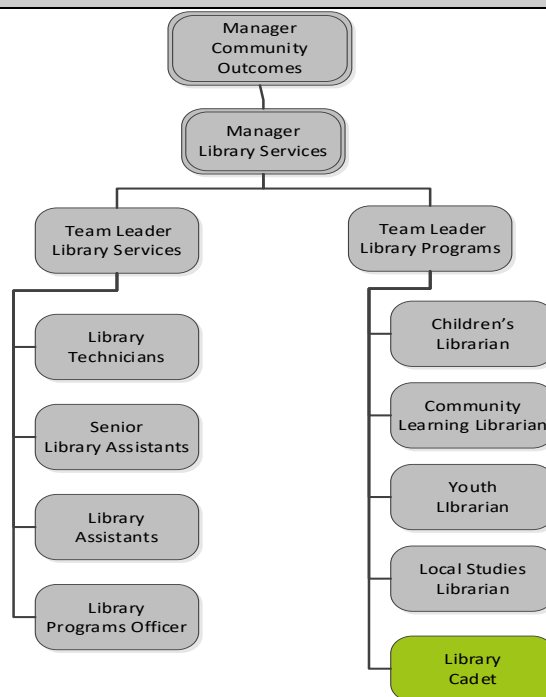 Manager
Community
Outcomes
Manager
Library Services
Team Leader
Library Services
Team Leader
Library Programs
Library
Technicians
Senior
Library Assistants
Library
Assistants
Library
Programs Officer
Children's
Librarian
Community
Learning Librarian
Youth
LIbrarian
Local Studies
Librarian
Library
Cadet